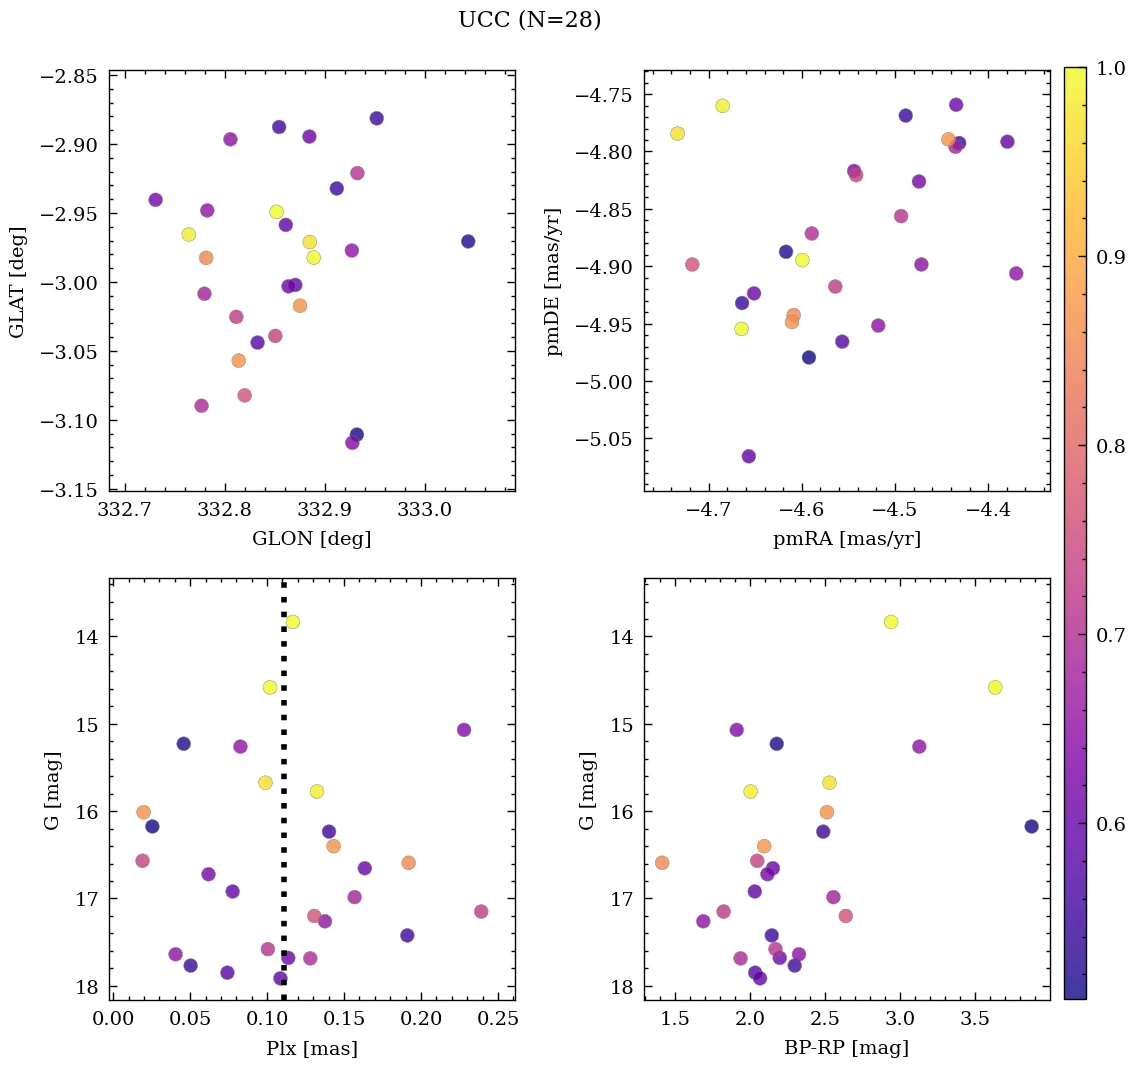 UCC (N=28)
−2.85
−2.90
−2.95
−3.00
−3.05
−3.10
−3.15
GLAT [deg]
332.7 332.8 332.9 333.0
GLON [deg]
−4.75
−4.80
−4.85
−4.90
−4.95
−5.00
−5.05
pmDE [mas/yr]
−4.7 −4.6 −4.5 −4.4
pmRA [mas/yr]
14
15
16
17
18
G [mag]
0.00 0.05 0.10 0.15 0.20 0.25
Plx [mas]
14
15
16
17
18
G [mag]
1.5 2.0 2.5 3.0 3.5
BP-RP [mag]
1.0
0.9
0.8
0.7
0.6